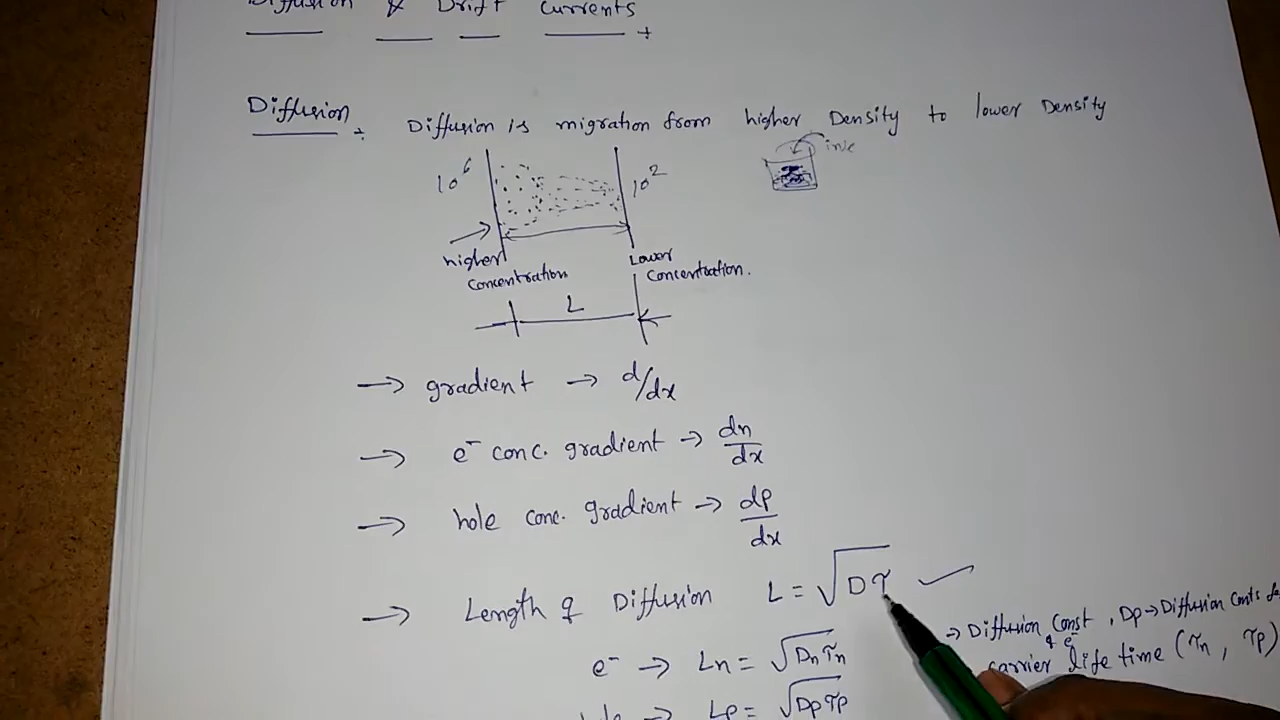 Diffusion & Drift Currents
Diffusion :- Diffusion is migration from higher Density to lower Density
ink
10^6 10^2
higher Concentration
Lower Concentration.
L
→ gradient → d/dx
→ e⁻ conc. gradient → dn/dx
→ hole conc. gradient → dp/dx
→ Length of Diffusion L = √Dτ ✓
→ Diffusion Const of e⁻, Dp → Diffusion Consts
e⁻ → Ln = √Dnτn
carrier life time (τn, τp)
→ Lp = √Dpτp